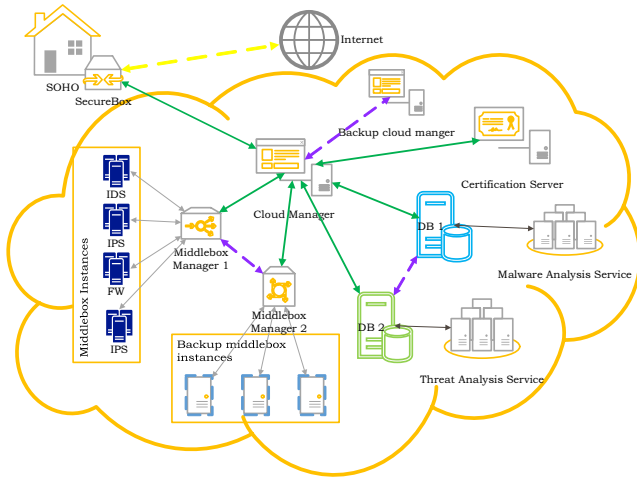 Internet
SOHO
SecureBox
Backup cloud manger
Certification Server
IDS
Cloud Manager
DB 1
IPS
Middlebox Instances
Middlebox
Manager 1
Malware Analysis Service
FW
Middlebox
Manager 2
DB 2
IPS
Backup middlebox
instances
Threat Analysis Service